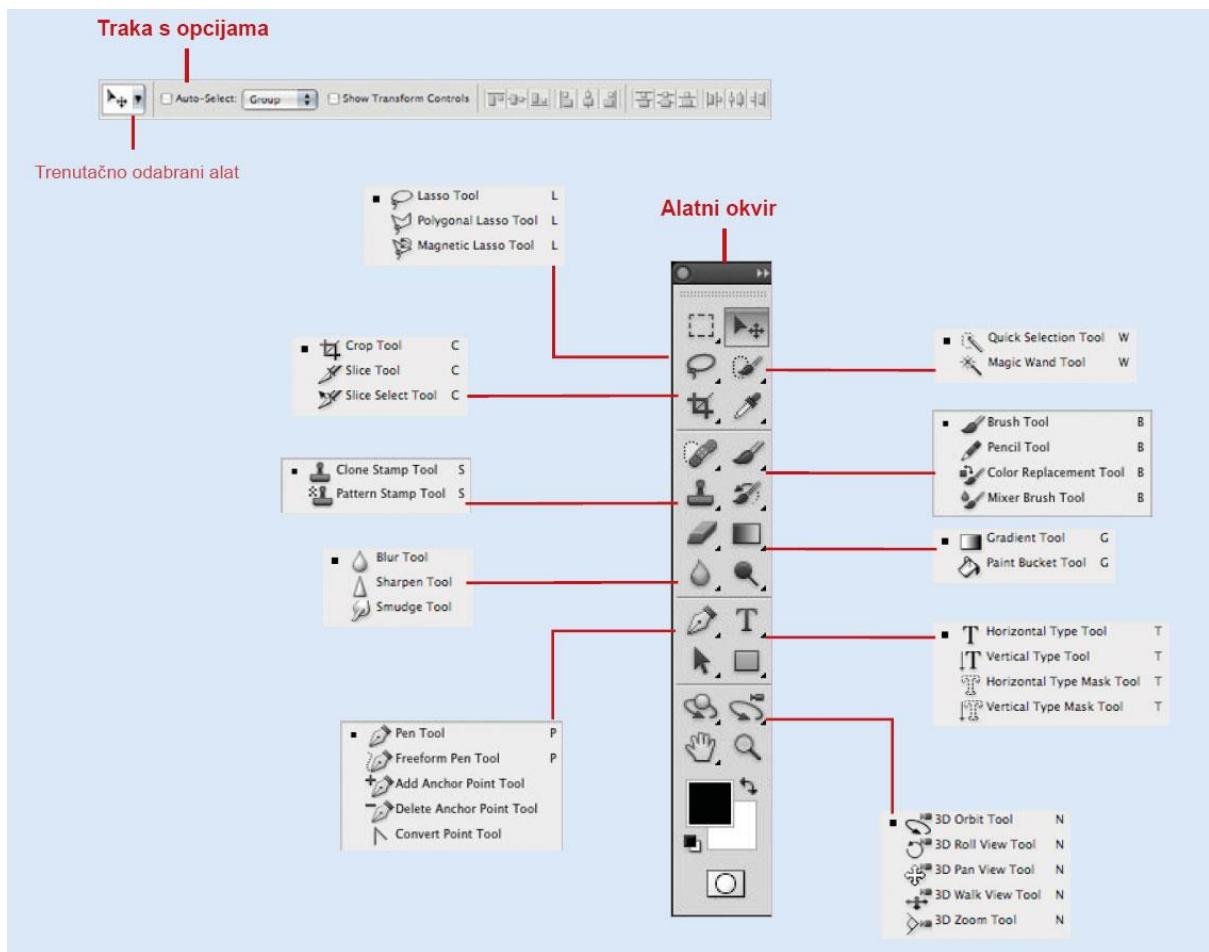 Traka s opcijama
Auto-Select: Group Show Transform Controls
Trenutačno odabrani alat
Lasso Tool L
Polygonal Lasso Tool L
Magnetic Lasso Tool L
Alatni okvir
Crop Tool C
Slice Tool C
Slice Select Tool C
Quick Selection Tool W
Magic Wand Tool W
Clone Stamp Tool S
Pattern Stamp Tool S
Brush Tool B
Pencil Tool B
Color Replacement Tool B
Mixer Brush Tool B
Blur Tool
Sharpen Tool
Smudge Tool
Gradient Tool G
Paint Bucket Tool G
T
Horizontal Type Tool T
Vertical Type Tool T
Horizontal Type Mask Tool T
Vertical Type Mask Tool T
Pen Tool P
Freeform Pen Tool P
Add Anchor Point Tool
Delete Anchor Point Tool
Convert Point Tool
3D Orbit Tool N
3D Roll View Tool N
3D Pan View Tool N
3D Walk View Tool N
3D Zoom Tool N